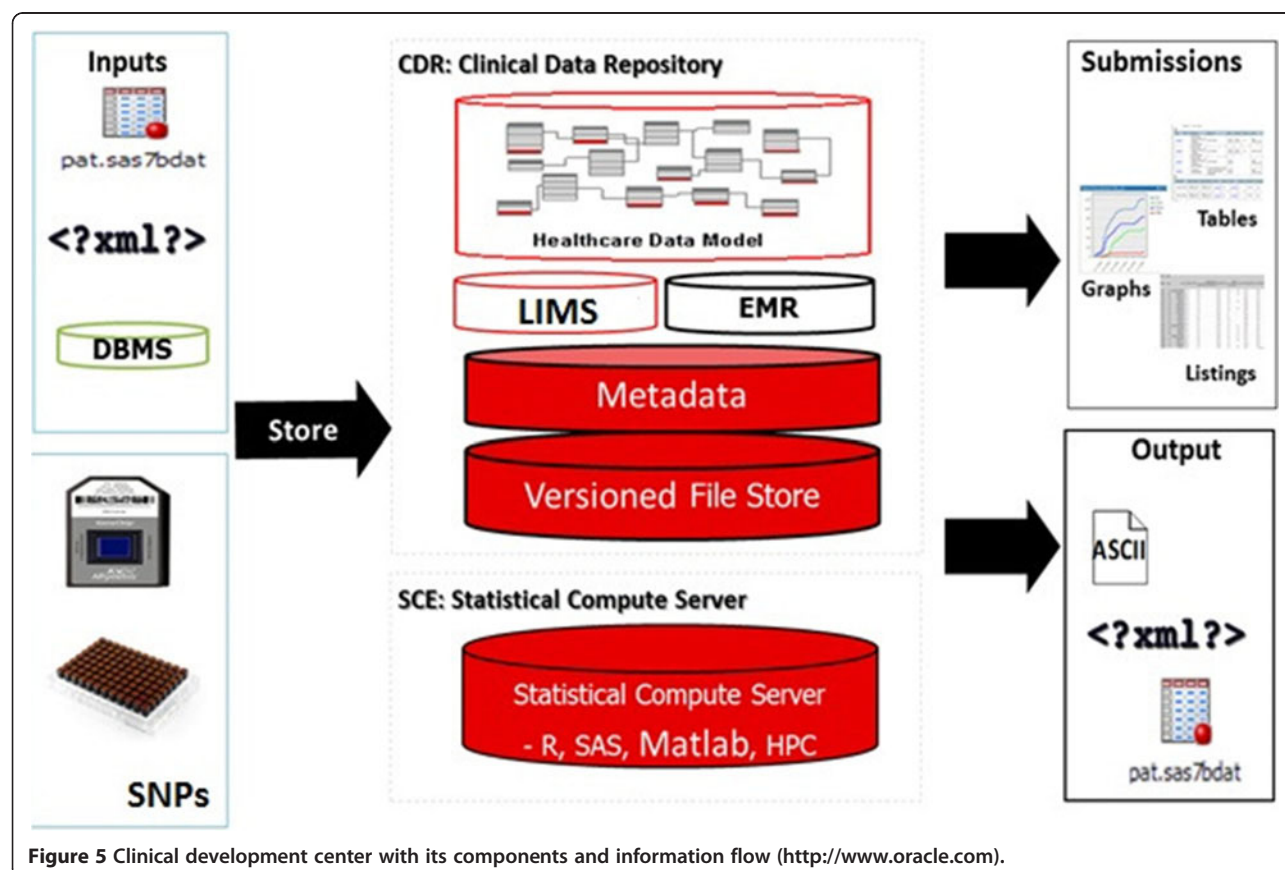 Inputs
pat.sas7bdat
<?xml?>
DBMS
SNPs
Store
CDR: Clinical Data Repository
Healthcare Data Model
LIMS
EMR
Metadata
Versioned File Store
SCE: Statistical Compute Server
Statistical Compute Server
- R, SAS, Matlab, HPC
Submissions
Tables
Graphs
Listings
Output
ASCII
<?xml?>
pat.sas7bdat
Figure 5 Clinical development center with its components and information flow (http://www.oracle.com).